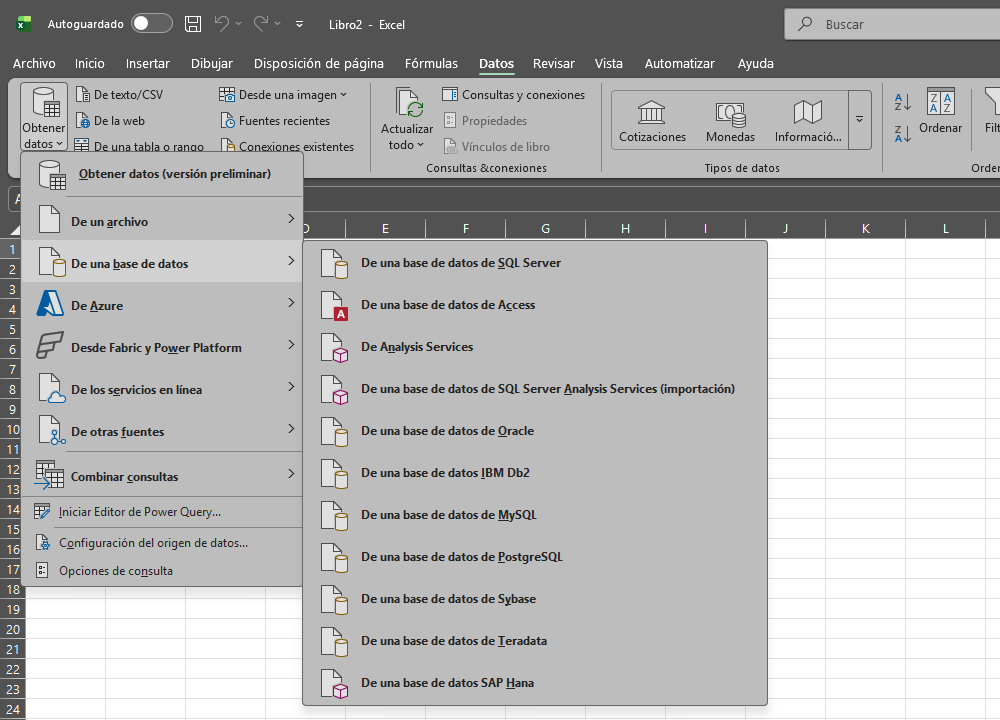 Autoguardado
Libro2 - Excel
Buscar
Archivo Inicio Insertar Dibujar Disposición de página Fórmulas Datos Revisar Vista Automatizar Ayuda
Obtener datos
De texto/CSV
De la web
De una tabla o rango
Desde una imagen
Fuentes recientes
Conexiones existentes
Actualizar todo
Consultas y conexiones
Propiedades
Vínculos de libro
Consultas &conexiones
Cotizaciones
Monedas
Informació...
Tipos de datos
Ordenar
Obtener datos (versión preliminar)
De un archivo
De una base de datos
De Azure
Desde Fabric y Power Platform
De los servicios en línea
De otras fuentes
Combinar consultas
Iniciar Editor de Power Query...
Configuración del origen de datos...
Opciones de consulta
De una base de datos de SQL Server
De una base de datos de Access
De Analysis Services
De una base de datos de SQL Server Analysis Services (importación)
De una base de datos de Oracle
De una base de datos IBM Db2
De una base de datos de MySQL
De una base de datos de PostgreSQL
De una base de datos de Sybase
De una base de datos de Teradata
De una base de datos SAP Hana
E F G H I J K L
1
2
3
4
5
6
7
8
9
10
11
12
13
14
15
16
17
18
19
20
21
22
23
24